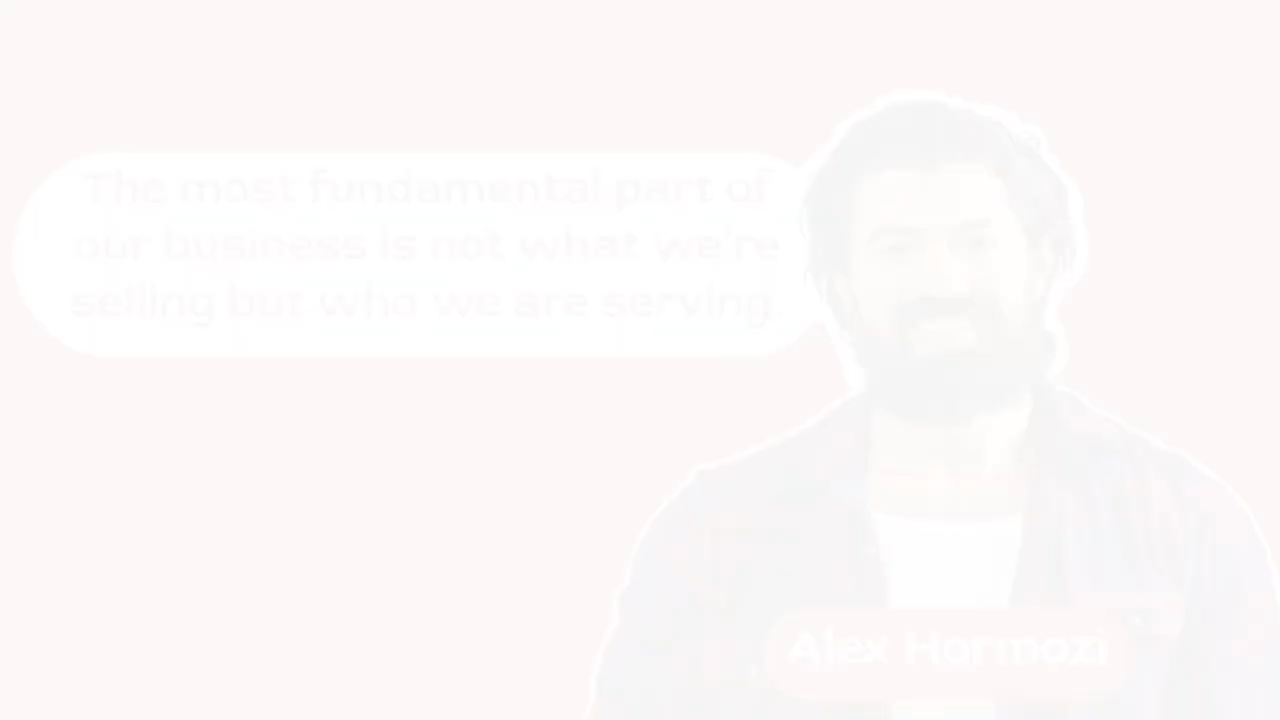 The most fundamental part of
our business is not what we're
selling but who we are serving.
Alex Hormozi